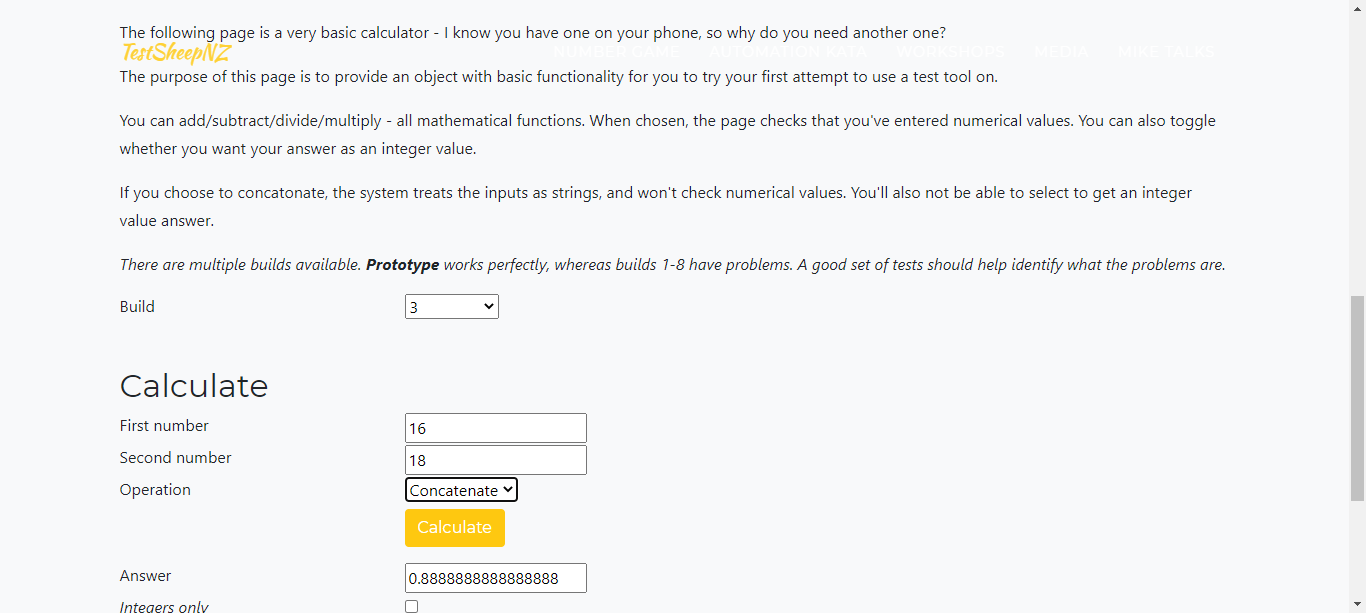 The following page is a very basic calculator - I know you have one on your phone, so why do you need another one?
TestSheepNZ NUMBER GAME AUTOMATION BETA WORKSHOPS MEDIA MIKE TALKS
The purpose of this page is to provide an object with basic functionality for you to try your first attempt to use a test tool on.
You can add/subtract/divide/multiply - all mathematical functions. When chosen, the page checks that you've entered numerical values. You can also toggle
whether you want your answer as an integer value.
If you choose to concatonate, the system treats the inputs as strings, and won't check numerical values. You'll also not be able to select to get an integer
value answer.
There are multiple builds available. Prototype works perfectly, whereas builds 1-8 have problems. A good set of tests should help identify what the problems are.
Build 3
Calculate
First number 16
Second number 18
Operation Concatenate
Calculate
Answer 0.8888888888888888
Integers only